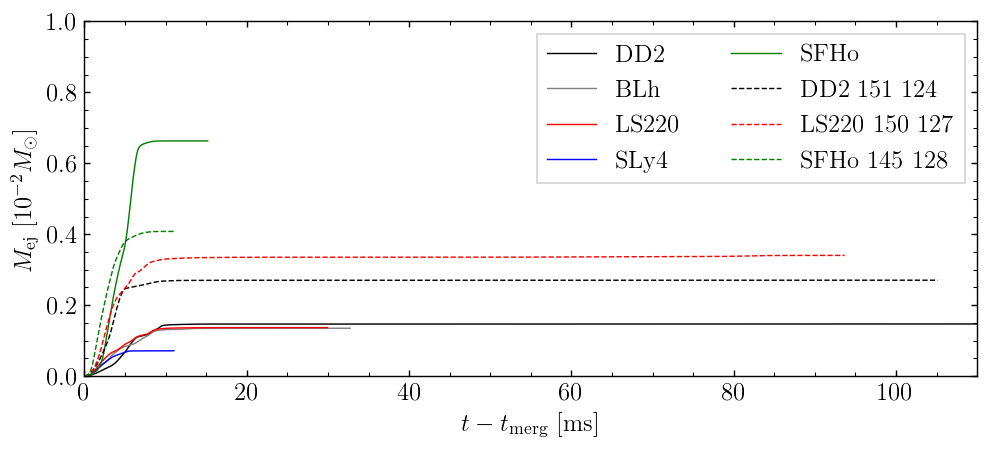 1.0
0.8
0.6
0.4
0.2
0.0
M_ej [10^−2 M_⊙]
DD2
BLh
LS220
SLy4
SFHo
DD2 151 124
LS220 150 127
SFHo 145 128
0 20 40 60 80 100
t − t_merg [ms]